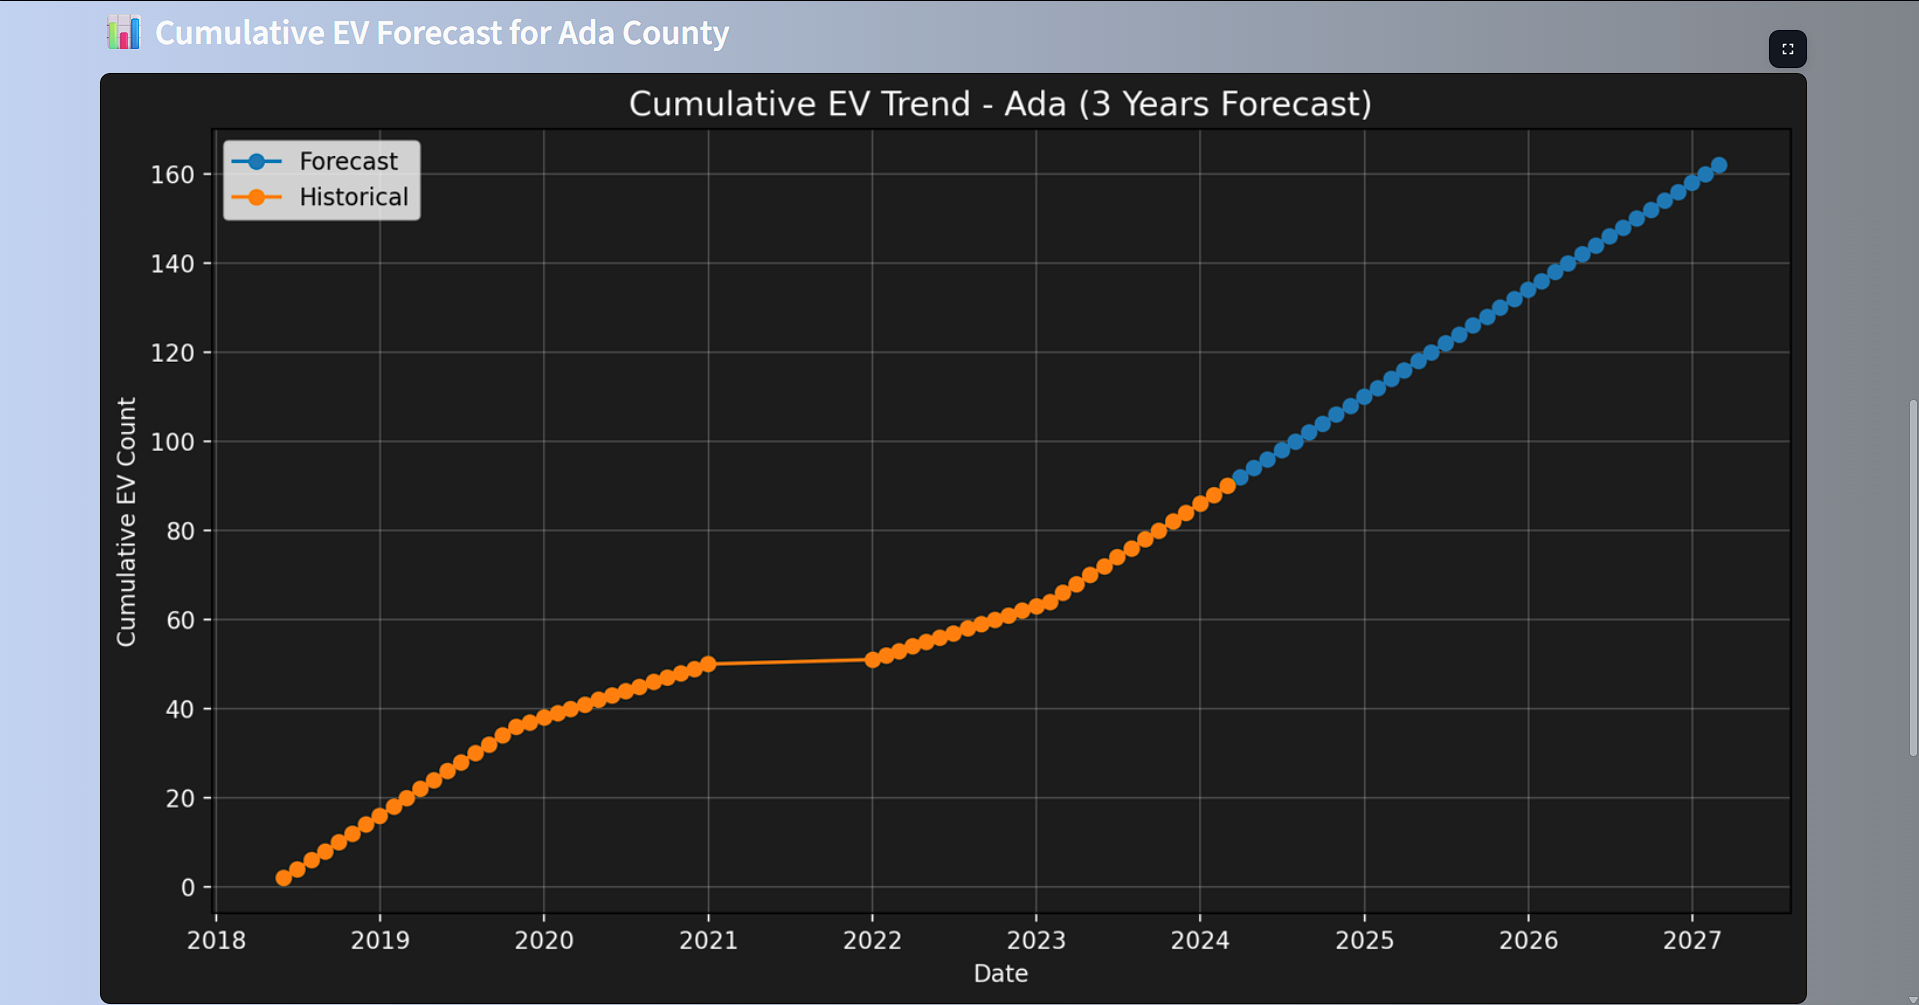 Cumulative EV Forecast for Ada County
Cumulative EV Trend - Ada (3 Years Forecast)
Forecast
Historical
160
140
120
100
80
60
40
20
0
Cumulative EV Count
2018 2019 2020 2021 2022 2023 2024 2025 2026 2027
Date